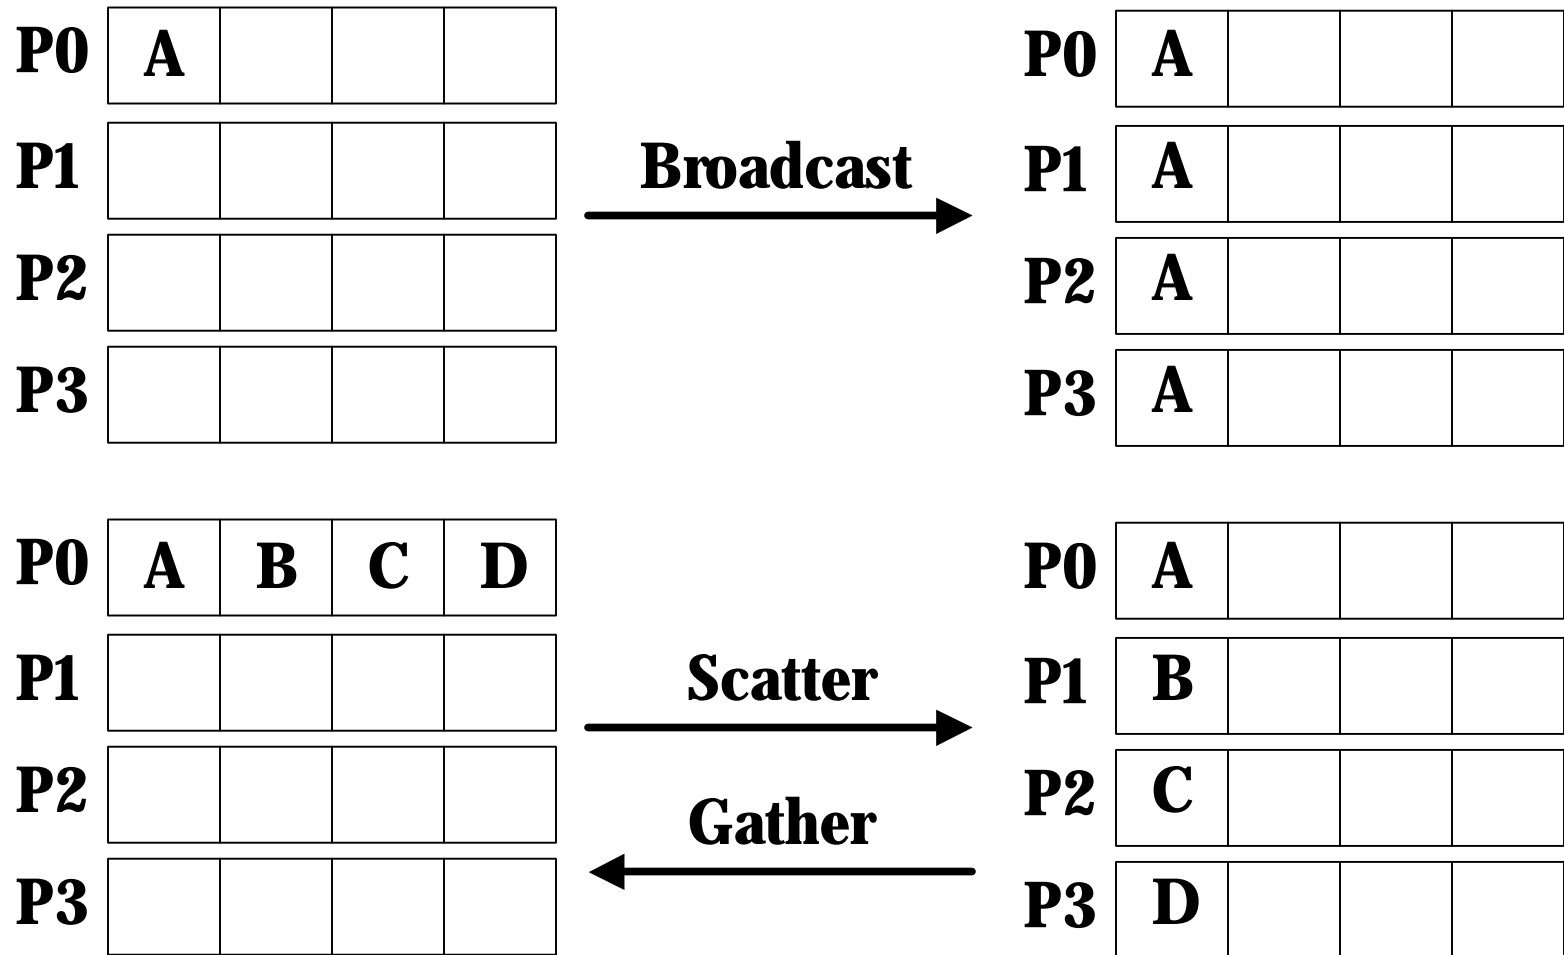 P0 A P0 A
P1 Broadcast P1 A
P2 P2 A
P3 P3 A
P0 A B C D P0 A
P1 Scatter P1 B
P2 Gather P2 C
P3 P3 D